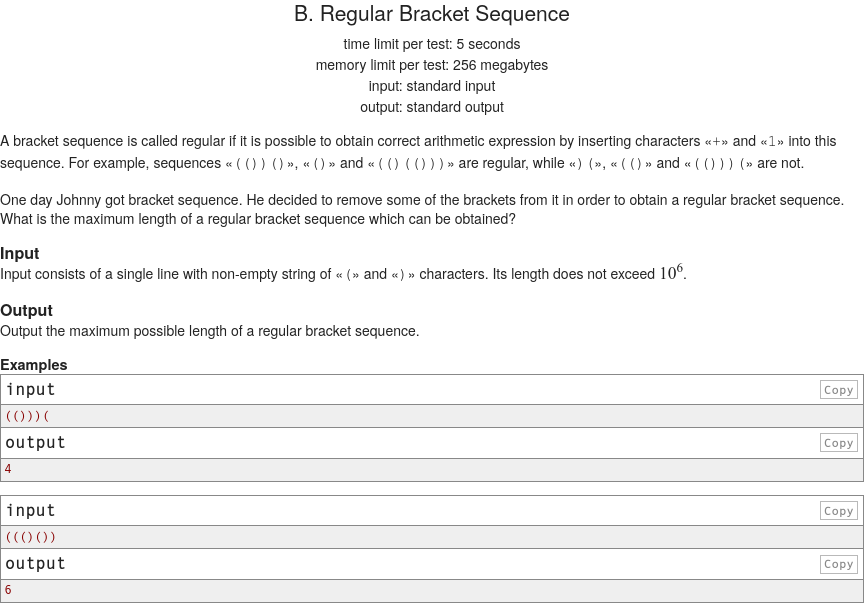 B. Regular Bracket Sequence
time limit per test: 5 seconds
memory limit per test: 256 megabytes
input: standard input
output: standard output
A bracket sequence is called regular if it is possible to obtain correct arithmetic expression by inserting characters «+» and «1» into this
sequence. For example, sequences «(())()», «()» and «(()(()))» are regular, while «)(», «(()» and «(()))(» are not.
One day Johnny got bracket sequence. He decided to remove some of the brackets from it in order to obtain a regular bracket sequence.
What is the maximum length of a regular bracket sequence which can be obtained?
Input
Input consists of a single line with non-empty string of «(» and «)» characters. Its length does not exceed 10^6.
Output
Output the maximum possible length of a regular bracket sequence.
Examples
input Copy
(()))(
output Copy
4
input Copy
((()())
output Copy
6